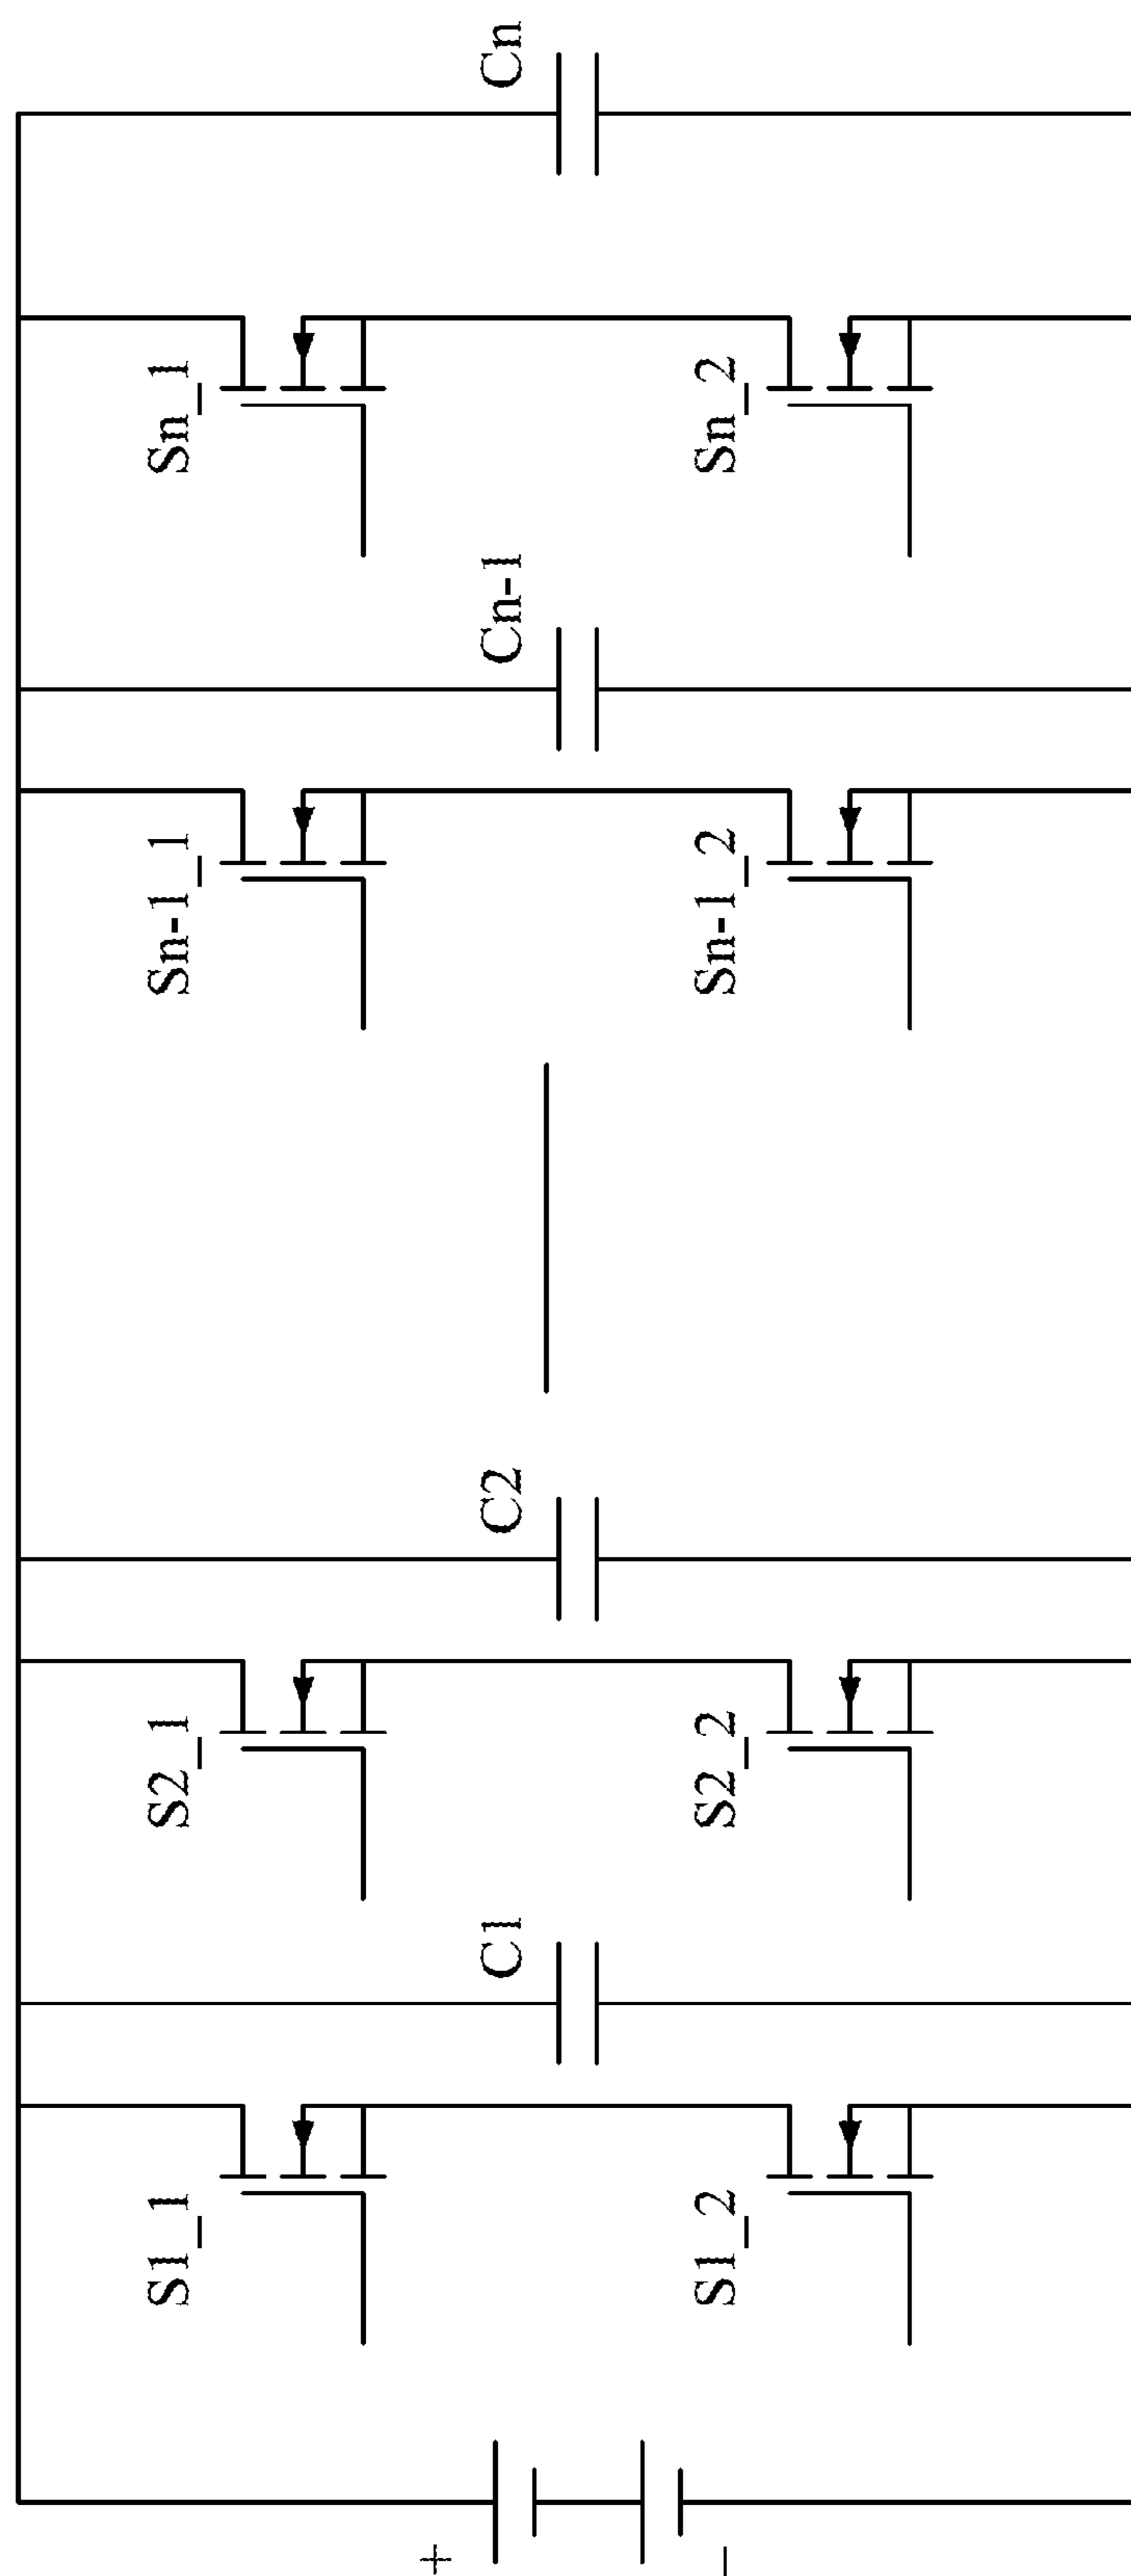 Cn
Sn_1
Sn_2
Cn-1
Sn-1_1
Sn-1_2
C2
S2_1
S2_2
C1
S1_1
S1_2
+
−